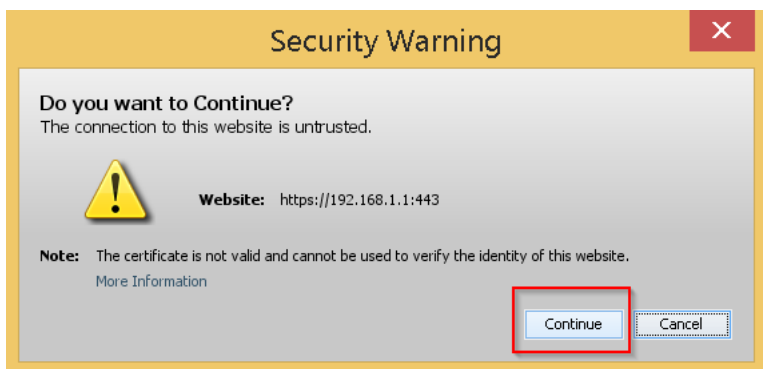 Security Warning
Do you want to Continue?
The connection to this website is untrusted.
Website: https://192.168.1.1:443
Note: The certificate is not valid and cannot be used to verify the identity of this website.
More Information
Continue Cancel